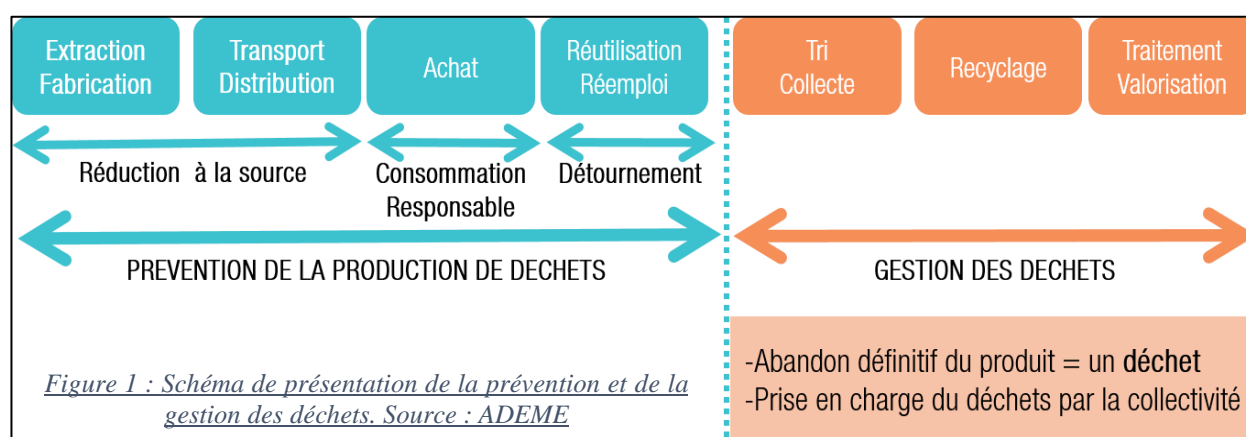 Extraction
Fabrication
Transport
Distribution
Achat
Réutilisation
Réemploi
Tri
Collecte
Recyclage
Traitement
Valorisation
Réduction à la source
Consommation
Responsable
Détournement
PREVENTION DE LA PRODUCTION DE DECHETS
GESTION DES DECHETS
-Abandon définitif du produit = un déchet
-Prise en charge du déchets par la collectivité
Figure 1 : Schéma de présentation de la prévention et de la
gestion des déchets. Source : ADEME